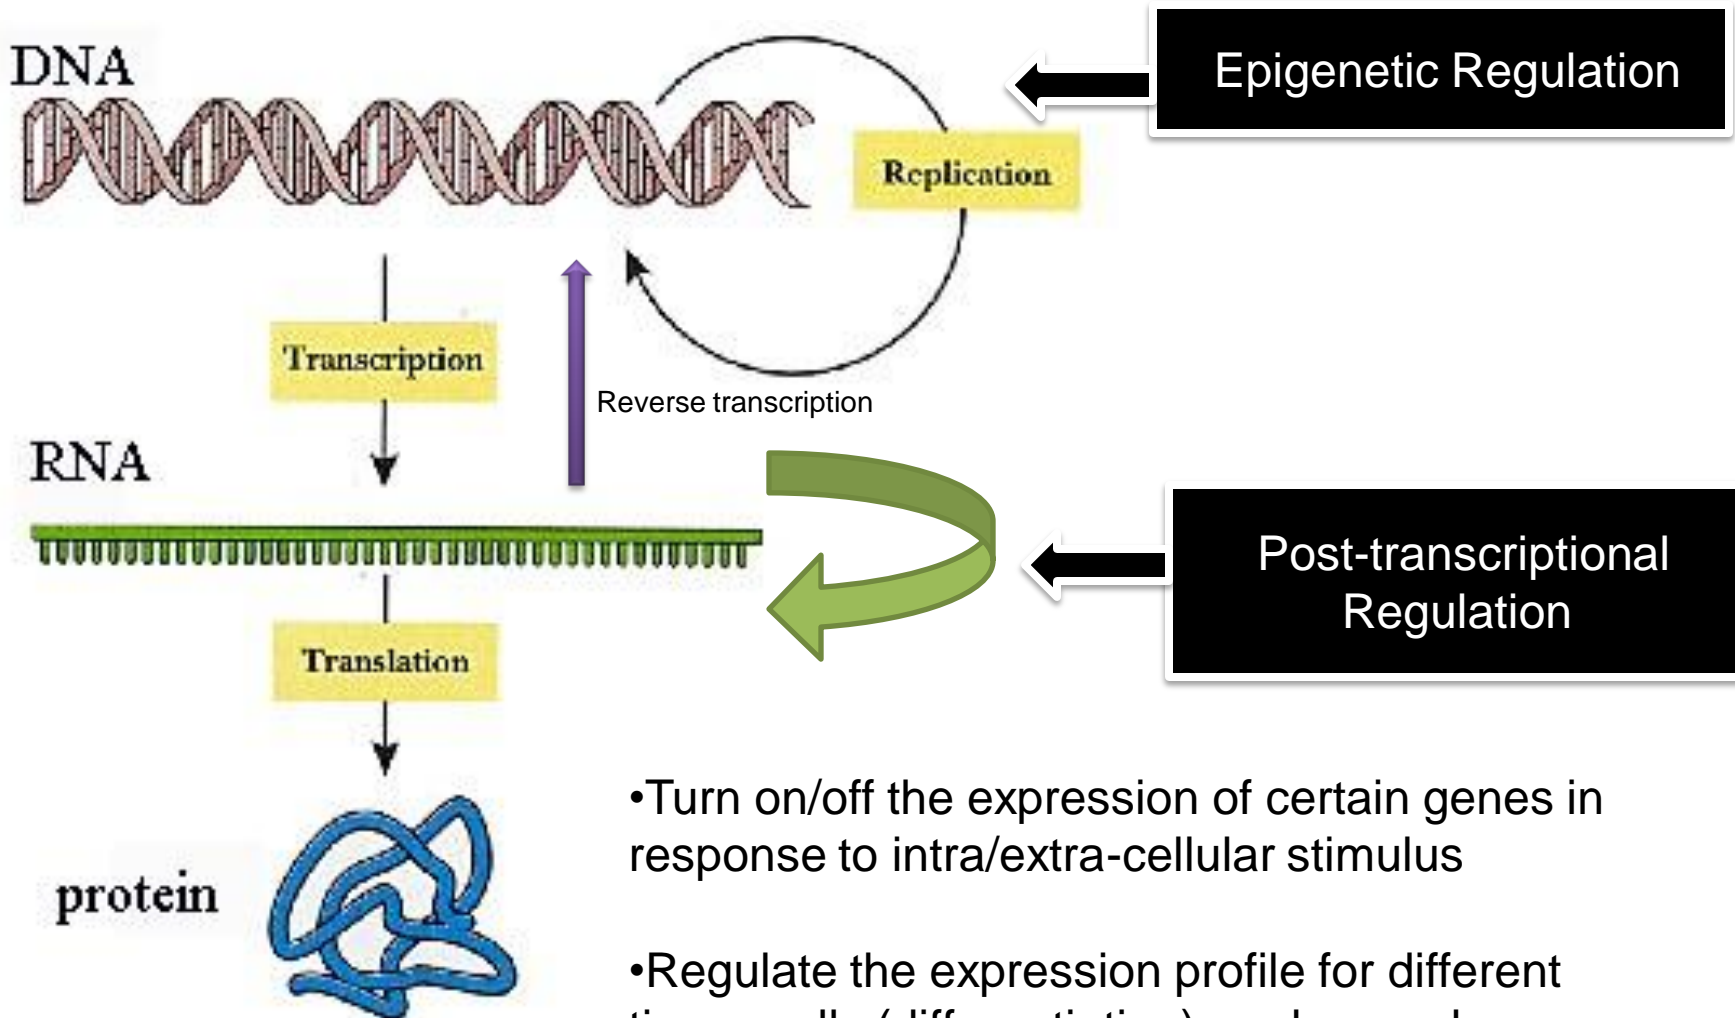 DNA
Epigenetic Regulation
Replication
Transcription
Reverse transcription
RNA
Post-transcriptional
Regulation
Translation
protein
•Turn on/off the expression of certain genes in
response to intra/extra-cellular stimulus
•Regulate the expression profile for different